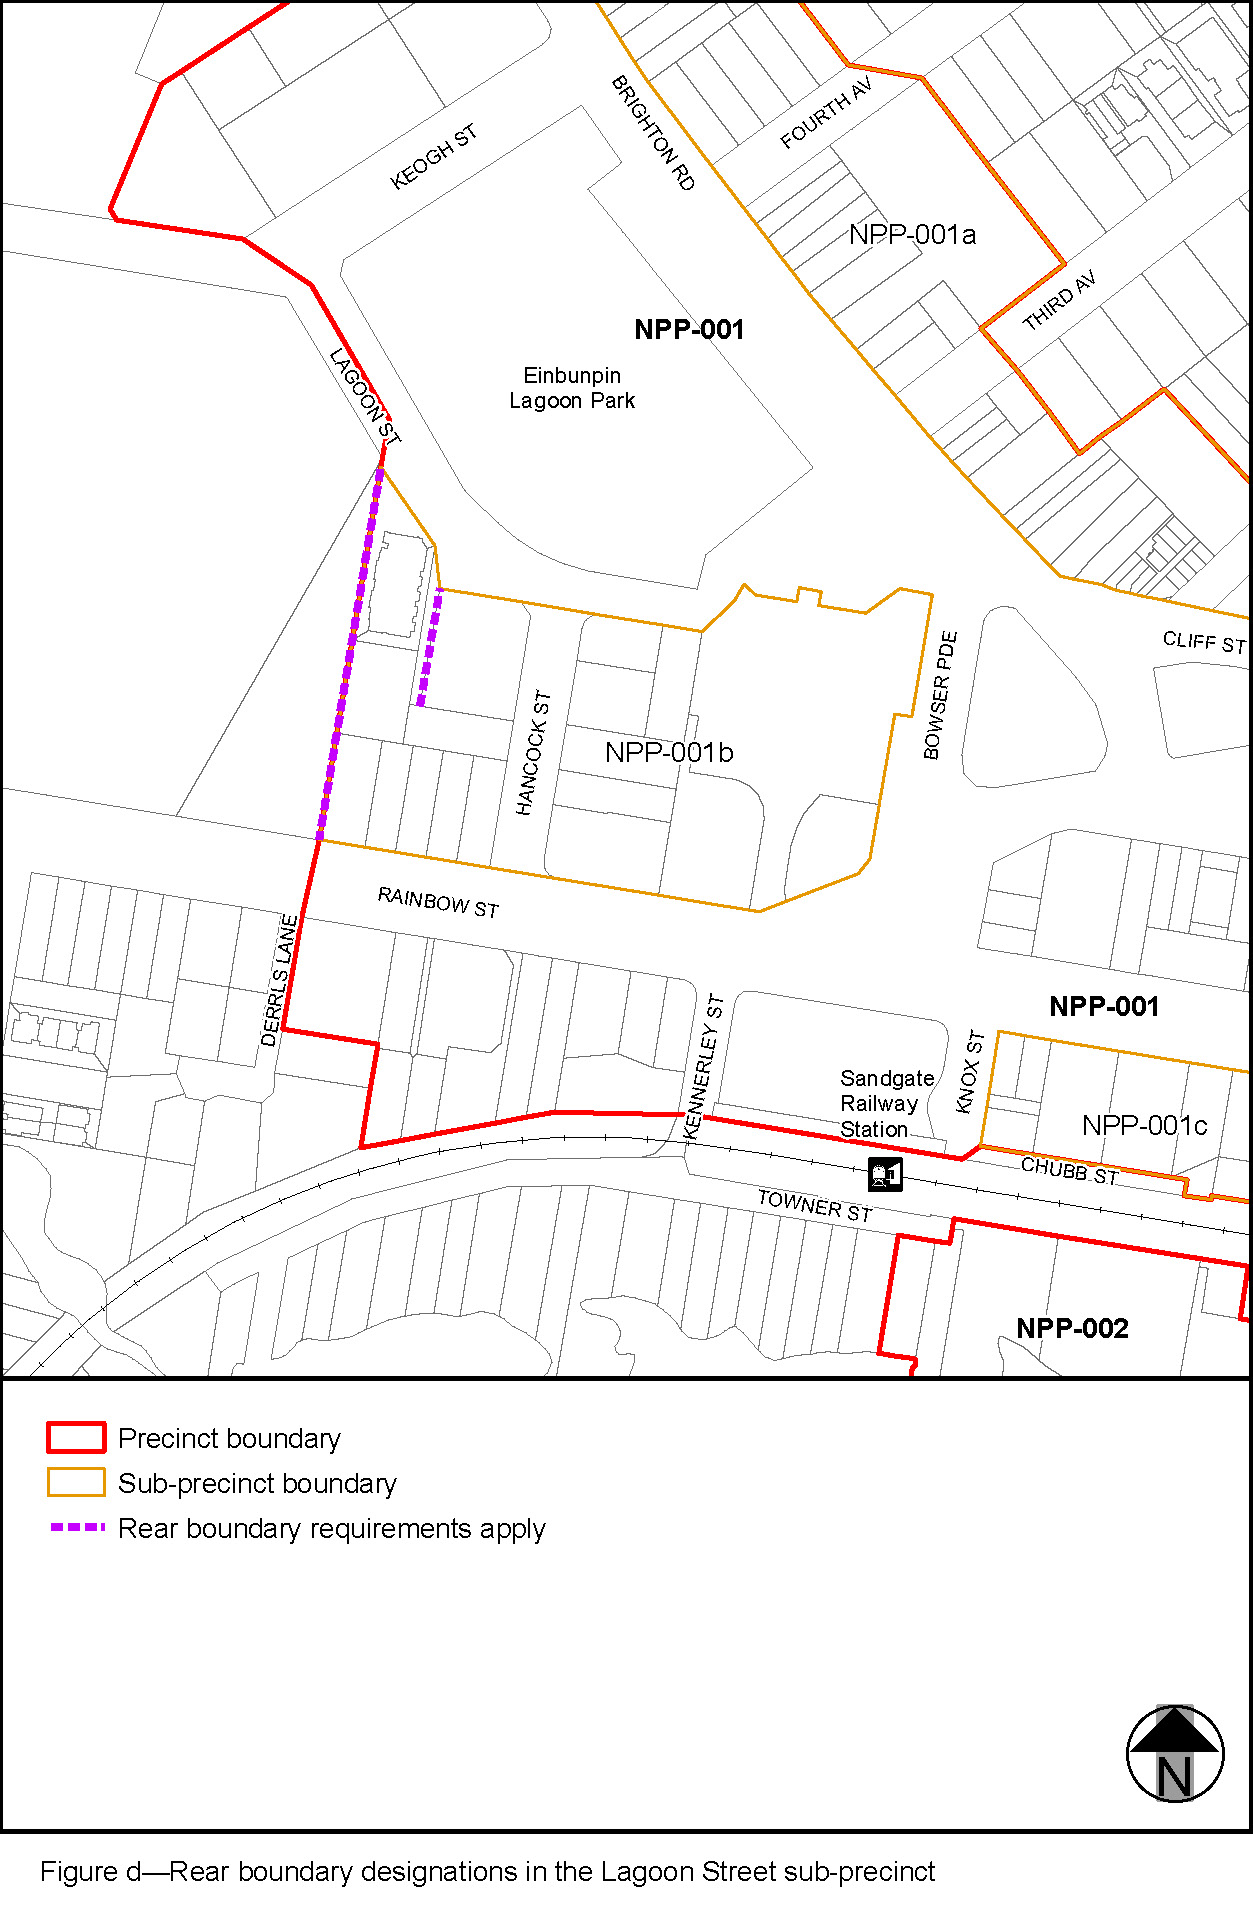 FOURTH AV
BRIGHTON RD
KEOGH ST
NPP-001a
THIRD AV
NPP-001
LAGOON ST
Einbunpin
Lagoon Park
CLIFF ST
BOWSER PDE
HANCOCK ST
NPP-001b
RAINBOW ST
DERRLS LANE
NPP-001
KENNERLEY ST
KNOX ST
Sandgate
Railway
Station
NPP-001c
CHUBB ST
TOWNER ST
NPP-002
Precinct boundary
Sub-precinct boundary
Rear boundary requirements apply
N
Figure d—Rear boundary designations in the Lagoon Street sub-precinct